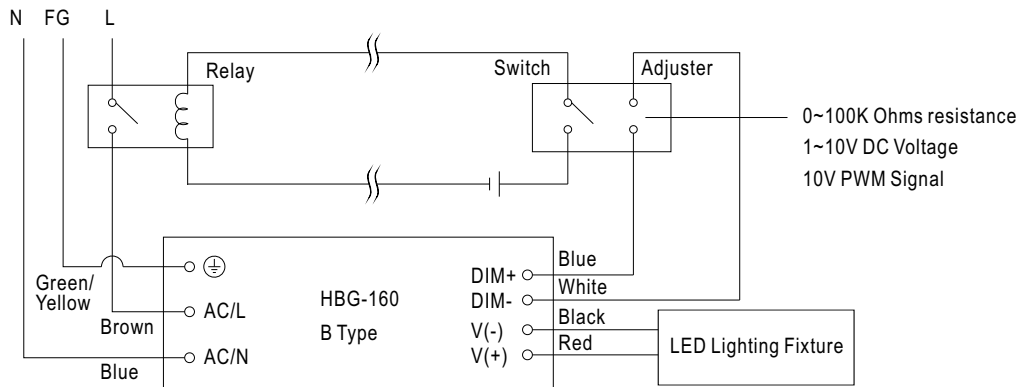 N FG L
Relay
Switch
Adjuster
0~100K Ohms resistance
1~10V DC Voltage
10V PWM Signal
Green/
Yellow
Brown
Blue
AC/L
AC/N
HBG-160
B Type
DIM+
DIM-
V(-)
V(+)
Blue
White
Black
Red
LED Lighting Fixture